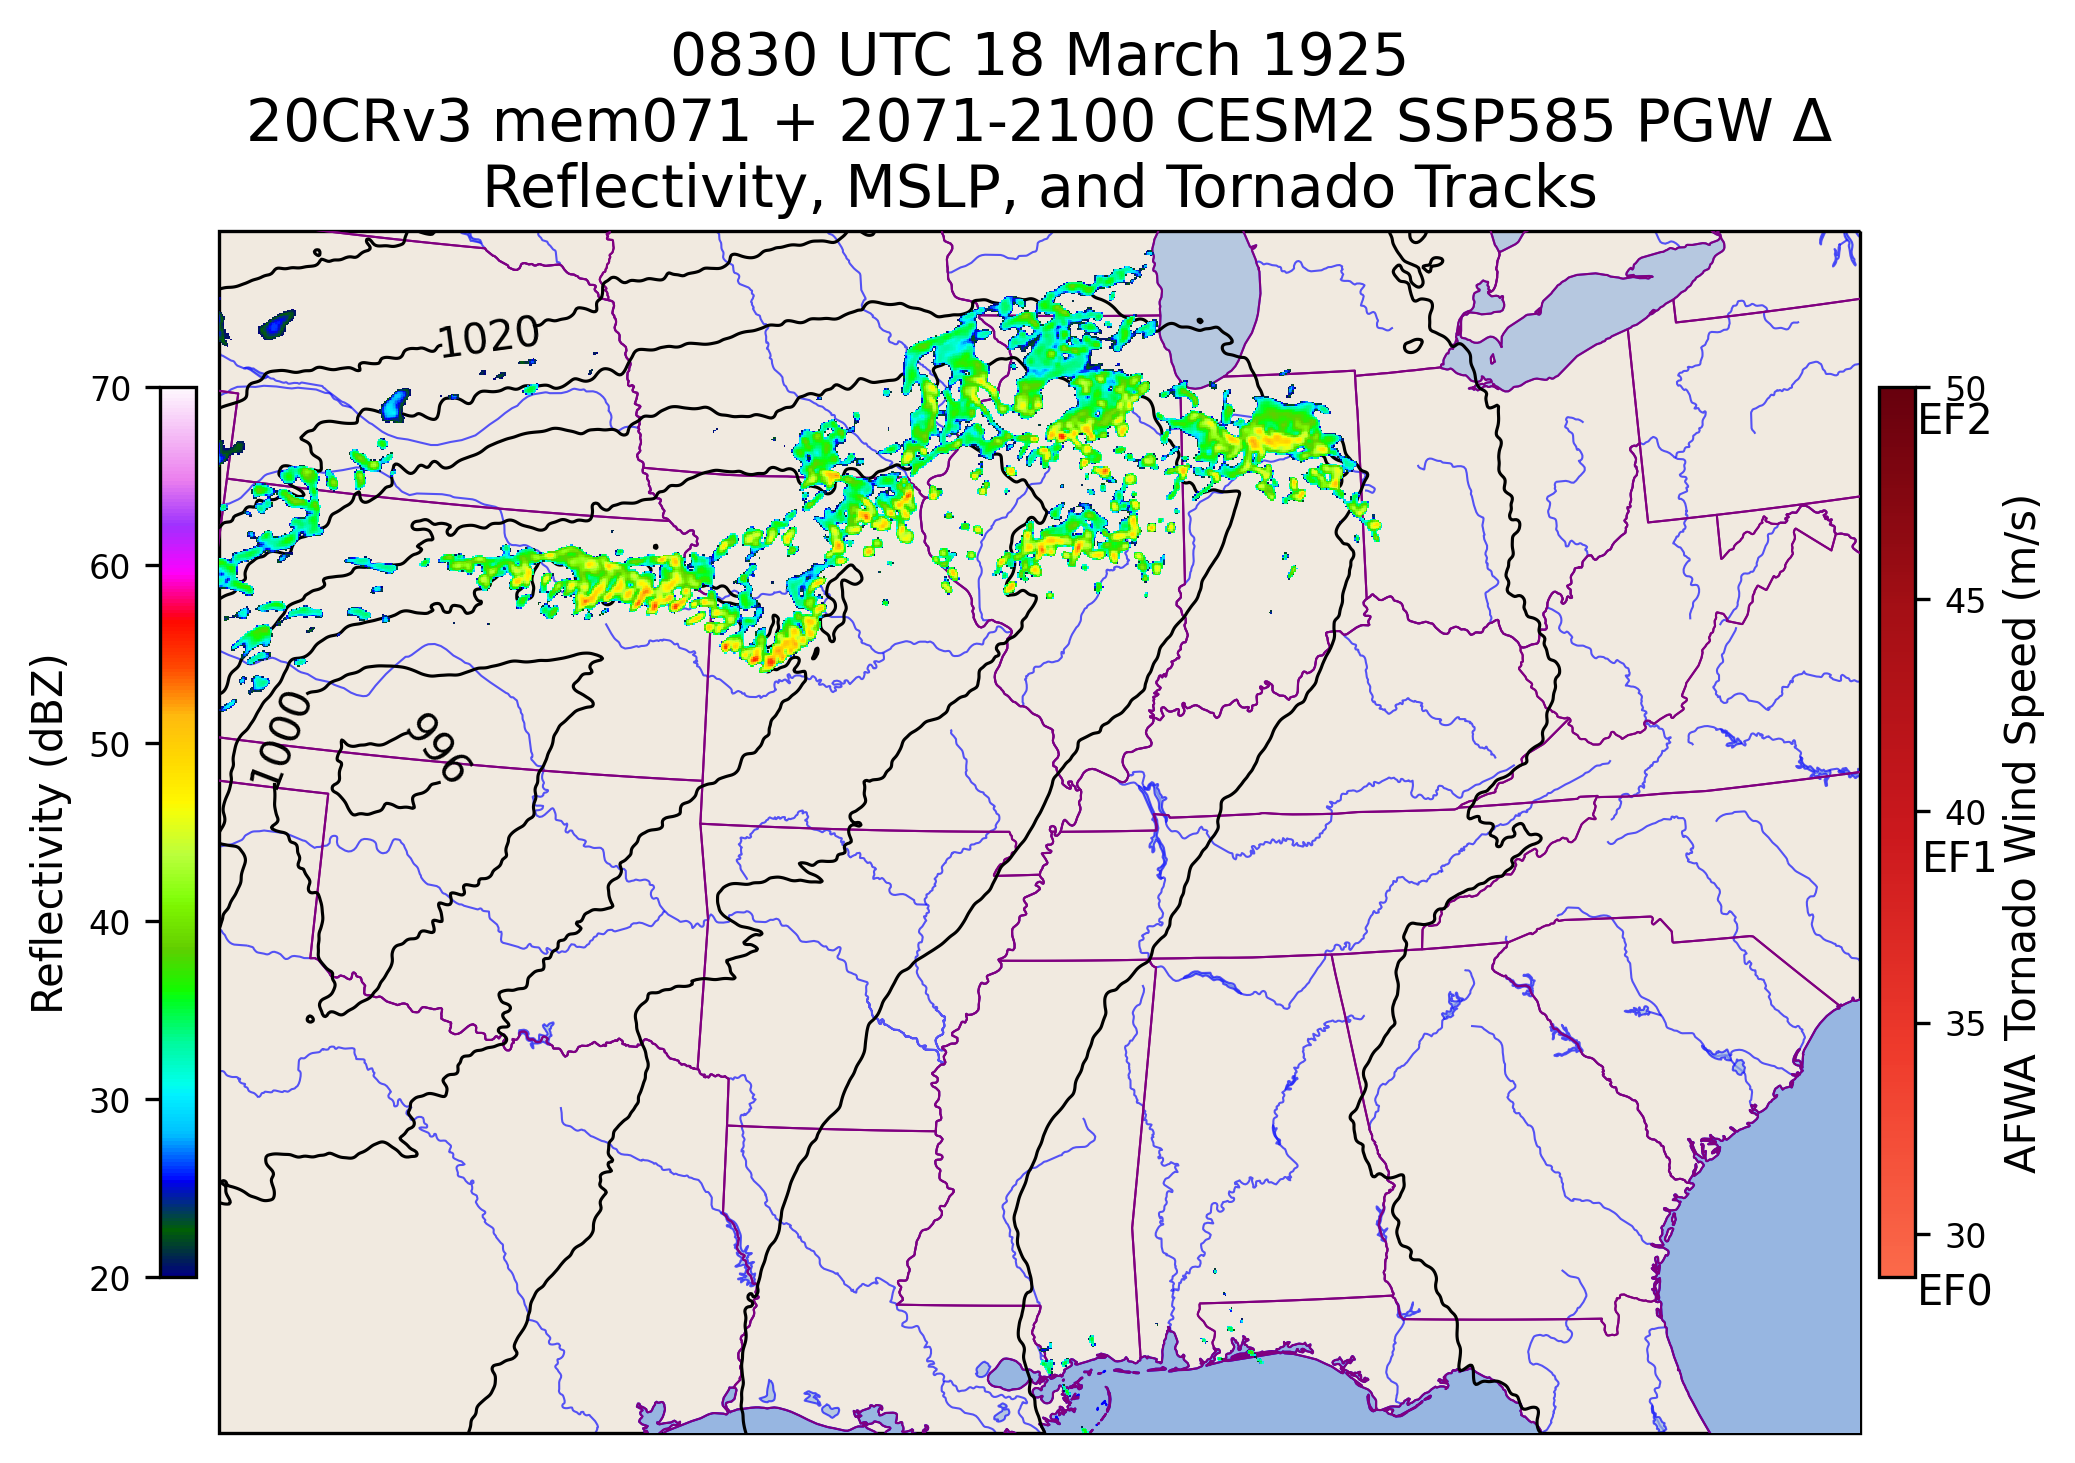 0830 UTC 18 March 1925
20CRv3 mem071 + 2071-2100 CESM2 SSP585 PGW Δ
Reflectivity, MSLP, and Tornado Tracks
1020
1000
996
70
60
50
40
30
20
Reflectivity (dBZ)
50
EF2
45
40
EF1
35
30
EF0
AFWA Tornado Wind Speed (m/s)